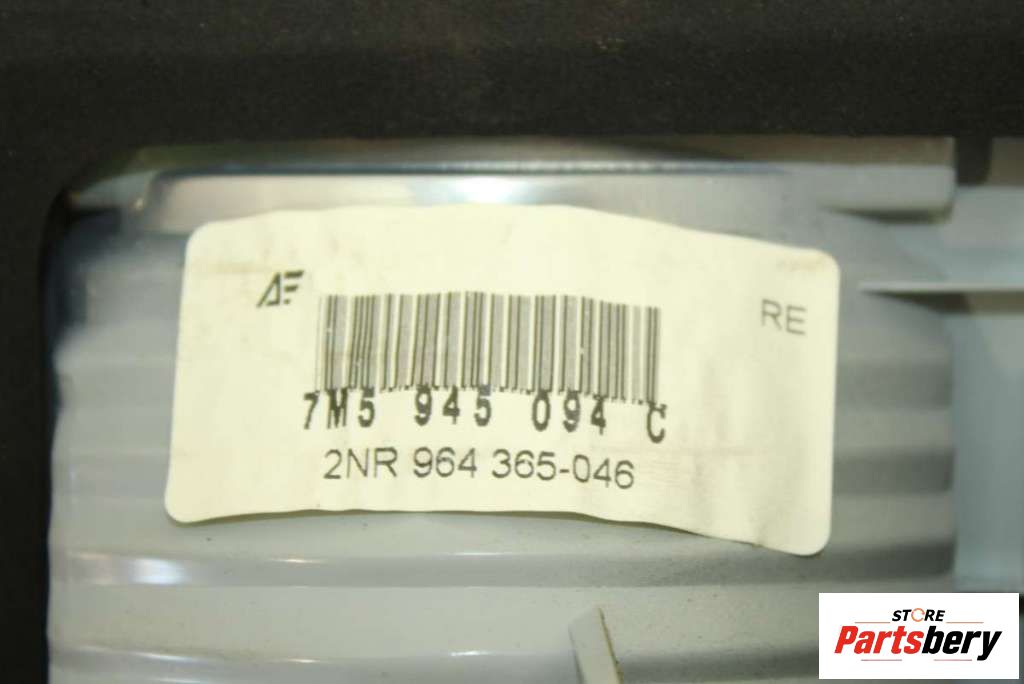 AF
RE
7M5 945 094 C
2NR 964 365-046
STORE
Partsbery